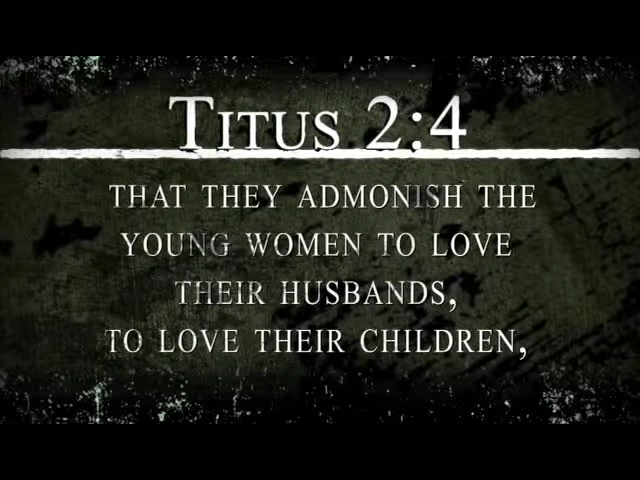 TITUS 2:4
THAT THEY ADMONISH THE
YOUNG WOMEN TO LOVE
THEIR HUSBANDS,
TO LOVE THEIR CHILDREN,